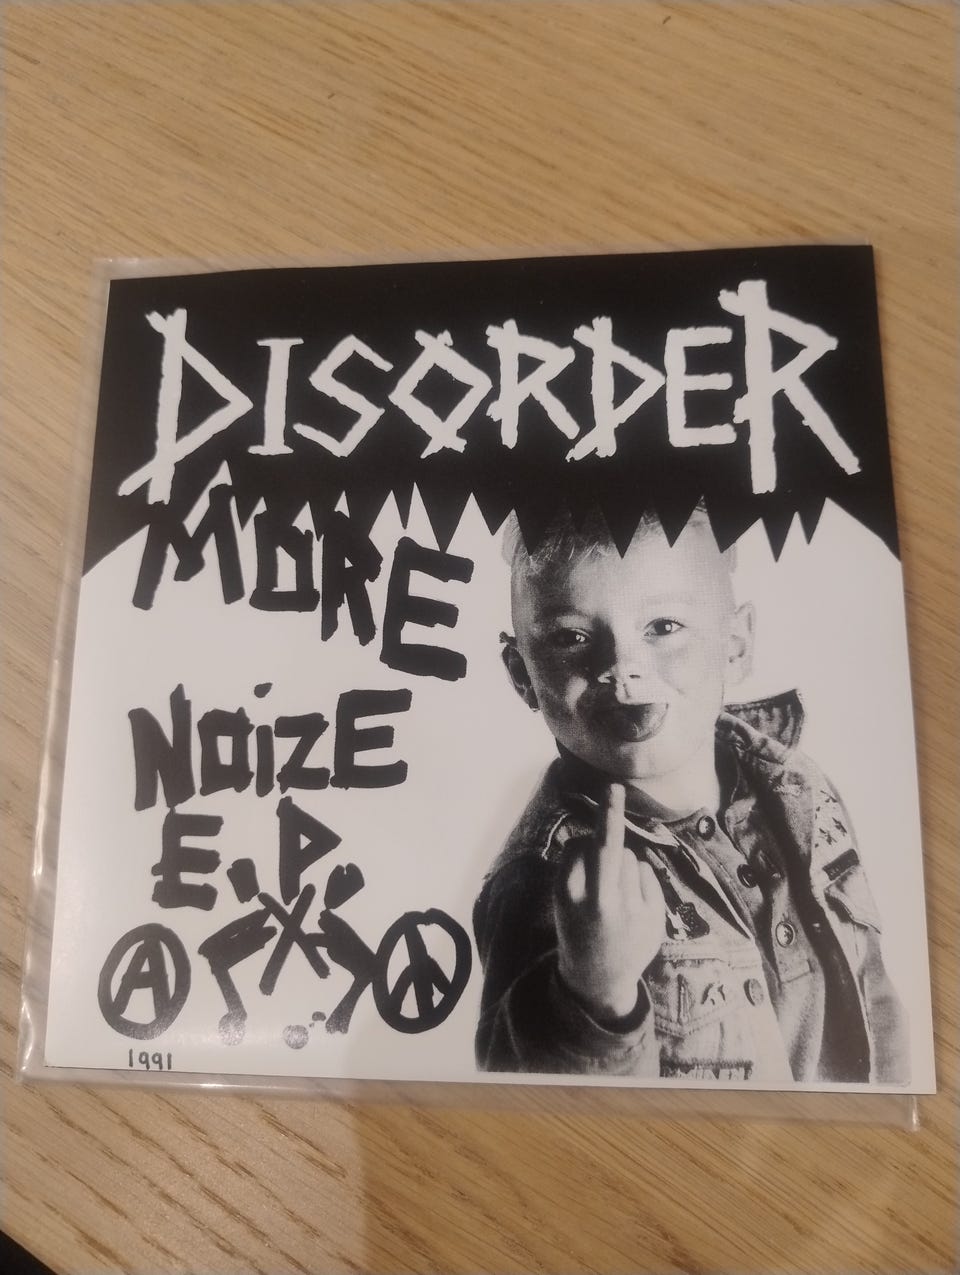 DISORDER
MORE
NOIZE
E.P.
A
1991